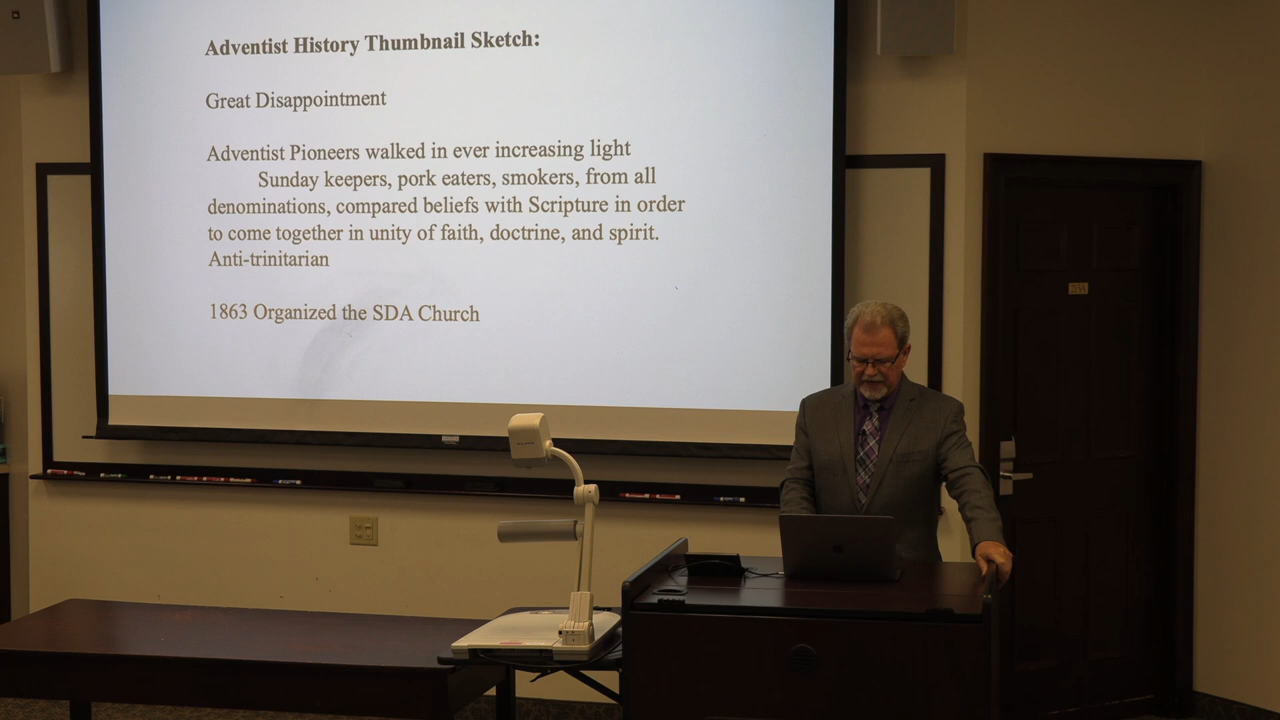 Adventist History Thumbnail Sketch:
Great Disappointment
Adventist Pioneers walked in ever increasing light
Sunday keepers, pork eaters, smokers, from all
denominations, compared beliefs with Scripture in order
to come together in unity of faith, doctrine, and spirit.
Anti-trinitarian
1863 Organized the SDA Church